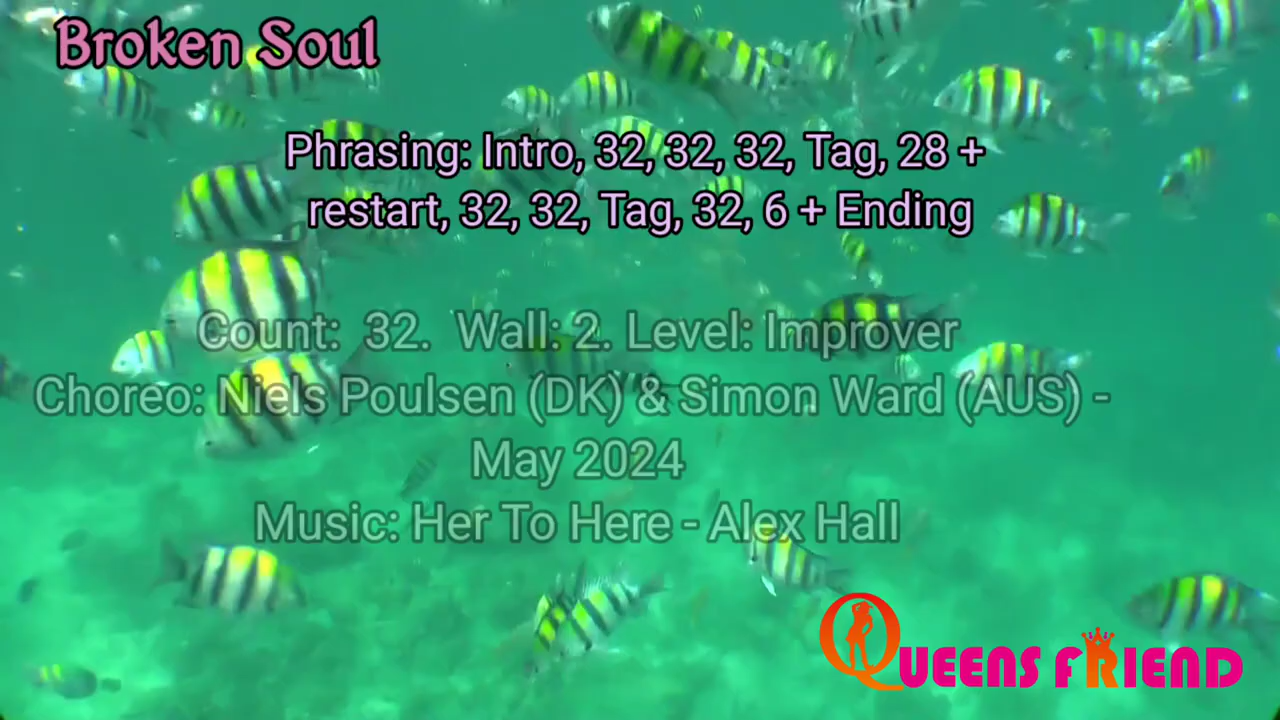 Broken Soul
Phrasing: Intro, 32, 32, 32, Tag, 28 +
restart, 32, 32, Tag, 32, 6 + Ending
Count:  32.  Wall: 2. Level: Improver
Choreo: Niels Poulsen (DK) & Simon Ward (AUS) -
May 2024
Music: Her To Here - Alex Hall
QUEENS FRIEND